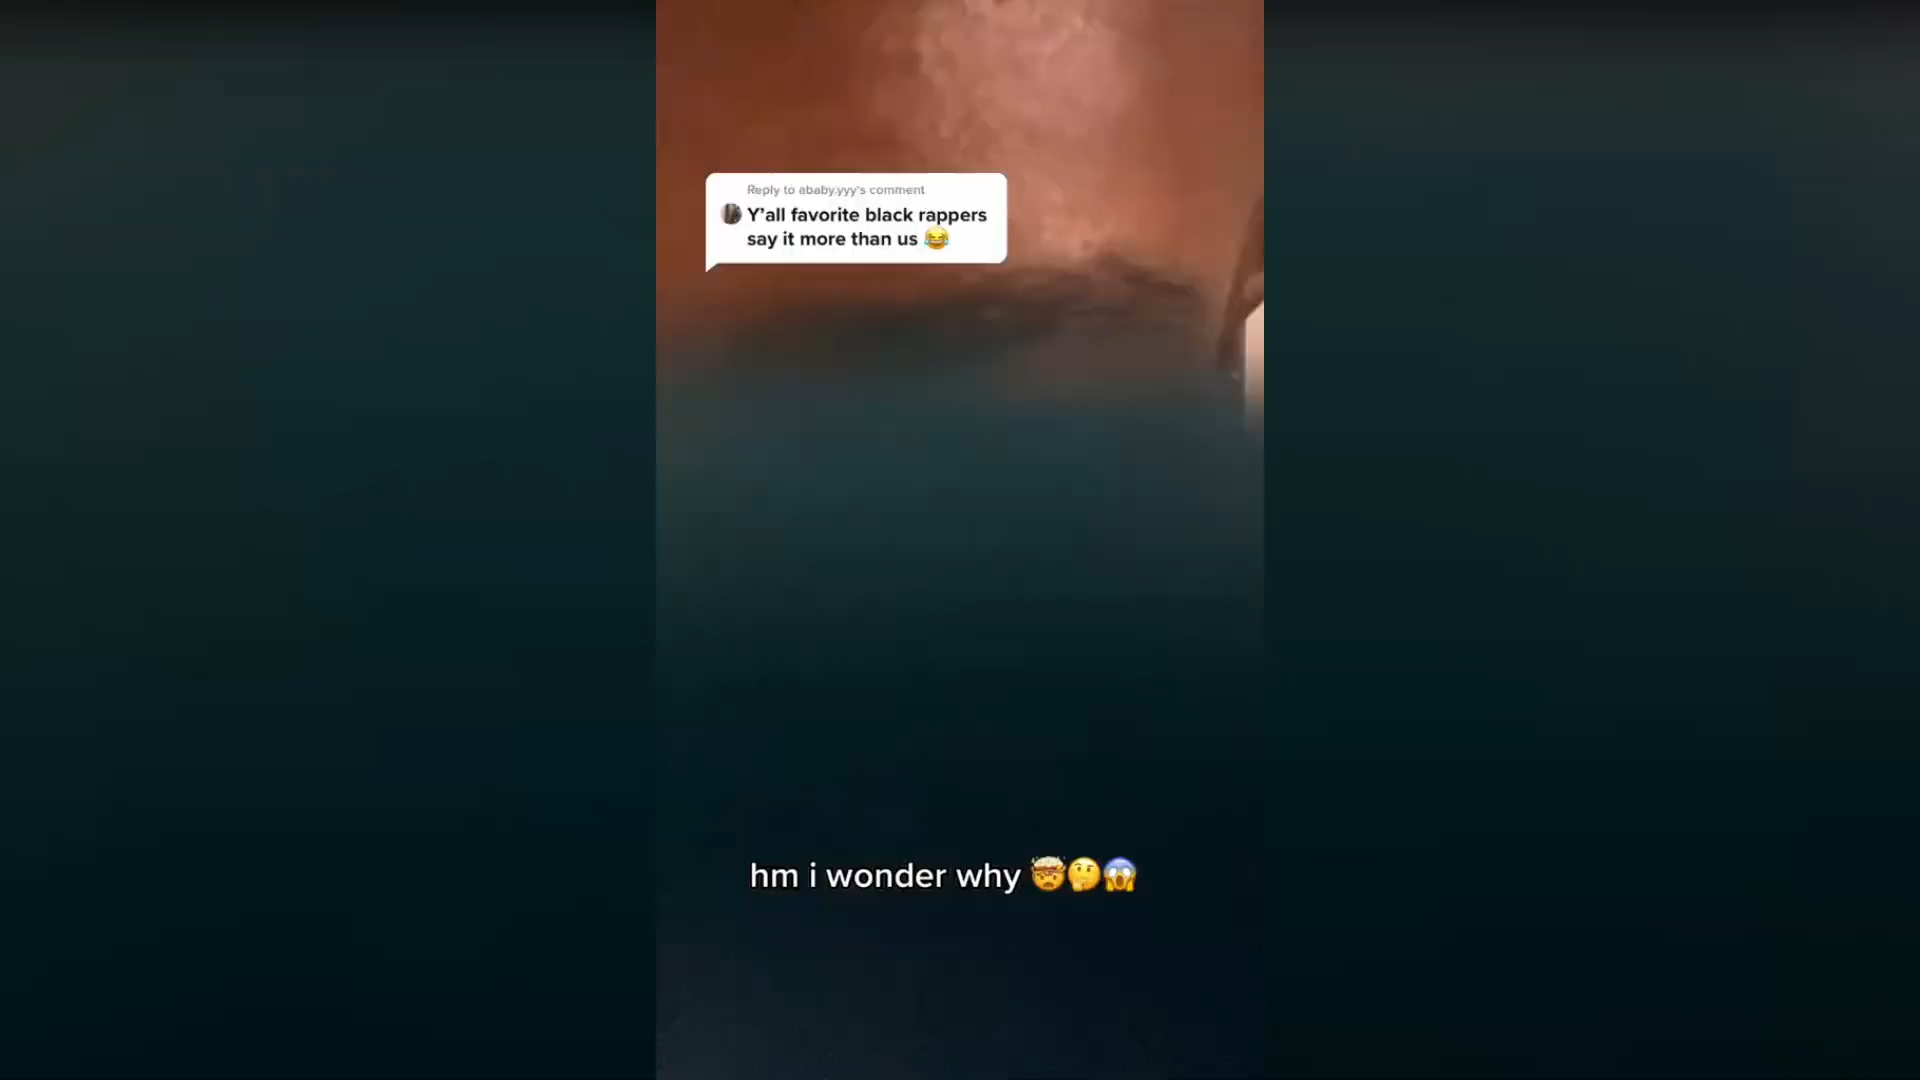 Reply to ababy.yyy's comment
Y'all favorite black rappers
say it more than us 😂
hm i wonder why 🤯🤔😱